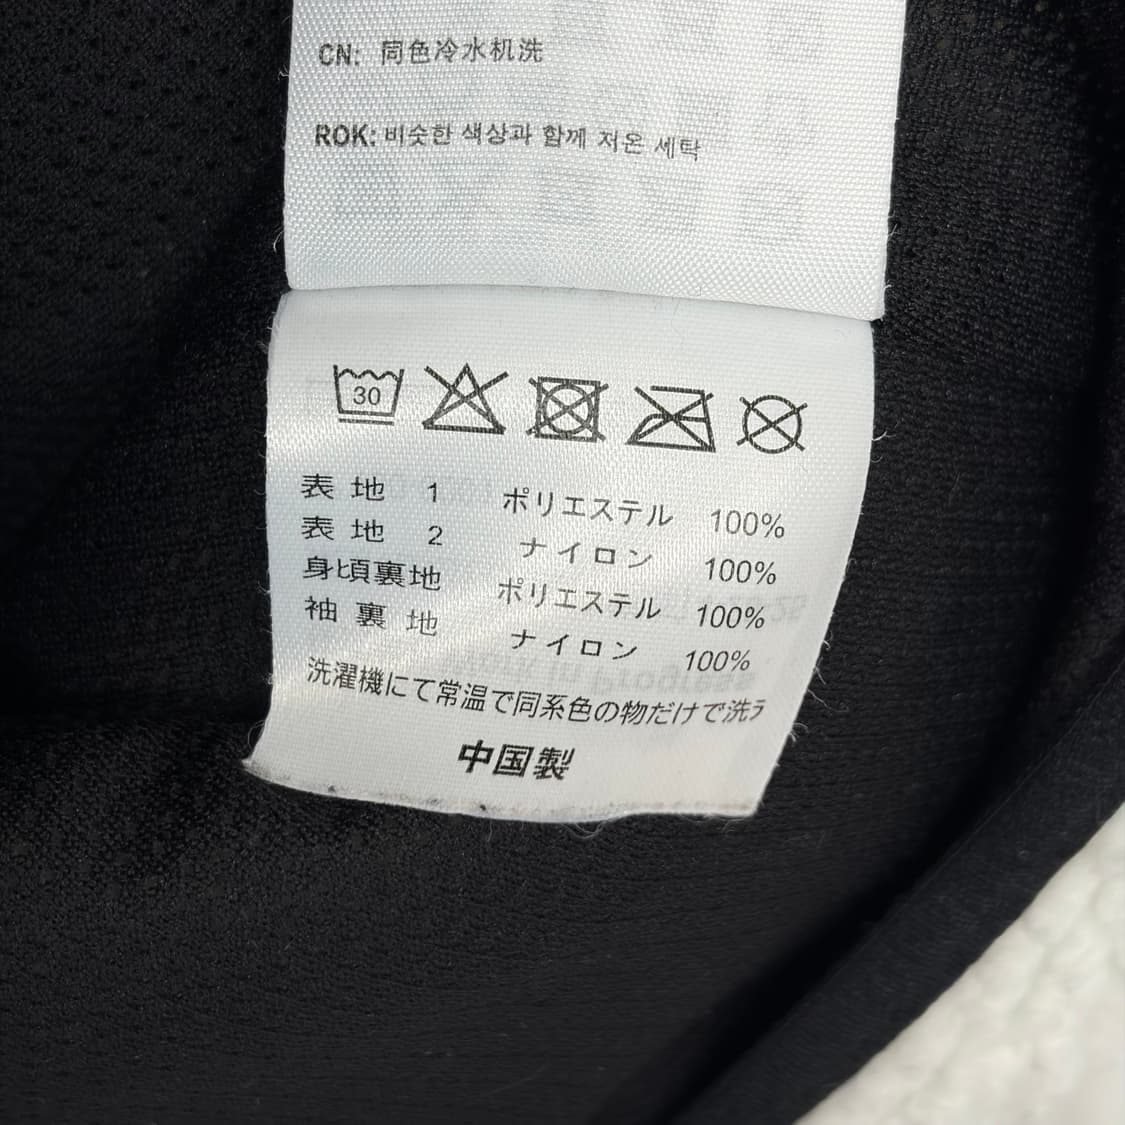 CN: 同色冷水机洗
ROK: 비슷한 색상과 함께 저온 세탁
30
表 地 1 ポリエステル 100%
表 地 2 ナイロン 100%
身頃裏地 ポリエステル 100%
袖 裏 地 ナイロン 100%
洗濯機にて常温で同系色の物だけで洗う
中国製